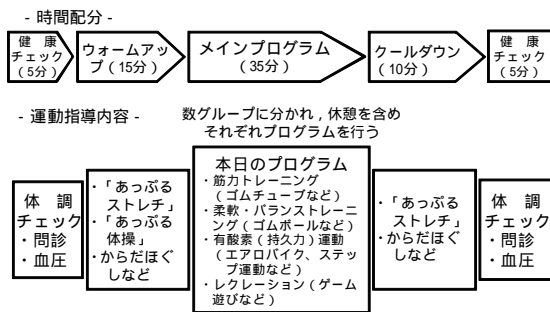 - 時間配分 -
健　康
チェック
(5分)
ウォームアッ
プ(15分)
メインプログラム
(35分)
クールダウン
(10分)
健　康
チェック
(5分)
- 運動指導内容 -
数グループに分かれ，休憩を含め
それぞれプログラムを行う
体　調
チェック
・問診
・血圧
・「あっぷる
ストレチ」
・「あっぷる
体操」
・からだほぐ
しなど
本日のプログラム
・筋力トレーニング
(ゴムチューブなど)
・柔軟・バランストレーニ
ング(ゴムボールなど)
・有酸素(持久力)運動
(エアロバイク、ステッ
プ運動など)
・レクレーション(ゲーム
遊びなど)
・「あっぷる
ストレチ」
・からだほぐ
しなど
体　調
チェック
・問診
・血圧